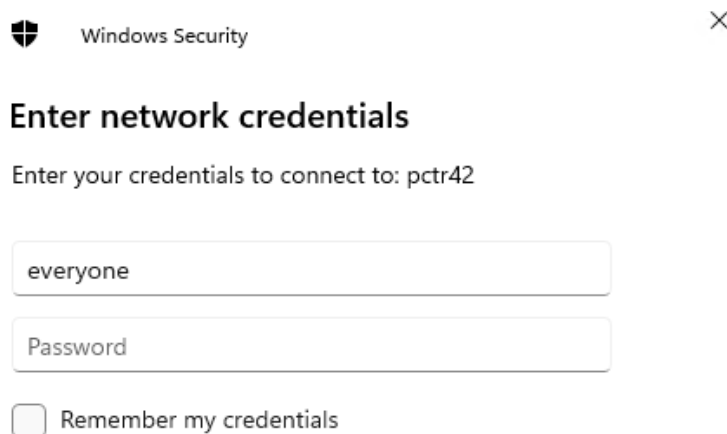 Windows Security
Enter network credentials
Enter your credentials to connect to: pctr42
everyone
Password
Remember my credentials